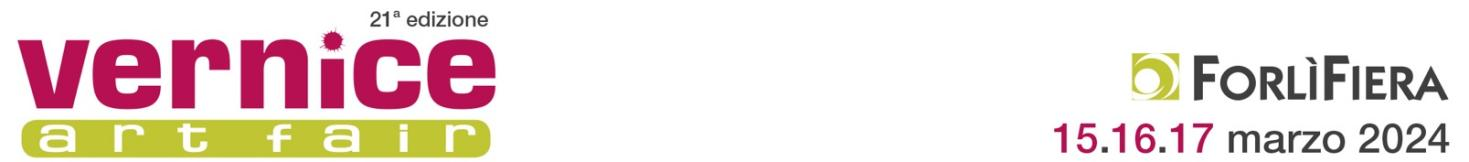 21ª edizione
vernice
art fair
FORLÌFIERA
15.16.17 marzo 2024